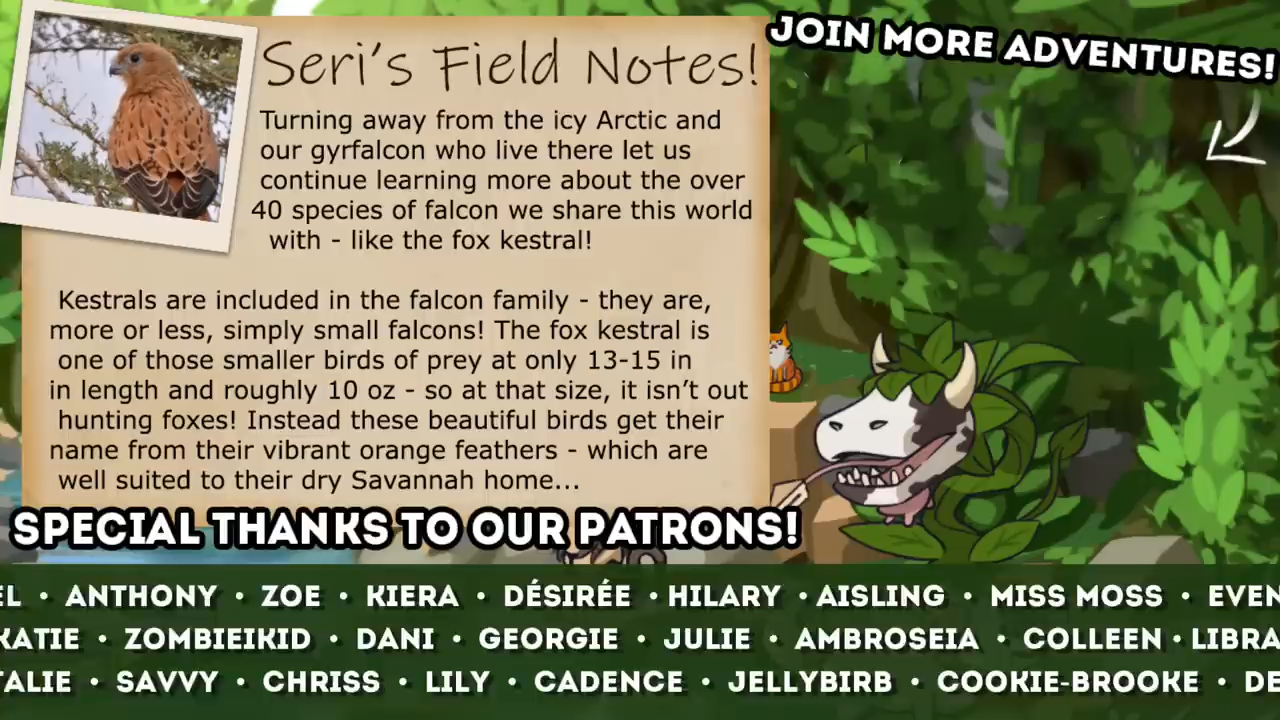 Seri's Field Notes!
JOIN MORE ADVENTURES!
Turning away from the icy Arctic and
our gyrfalcon who live there let us
continue learning more about the over
40 species of falcon we share this world
with - like the fox kestral!
Kestrals are included in the falcon family - they are,
more or less, simply small falcons! The fox kestral is
one of those smaller birds of prey at only 13-15 in
in length and roughly 10 oz - so at that size, it isn't out
hunting foxes! Instead these beautiful birds get their
name from their vibrant orange feathers - which are
well suited to their dry Savannah home...
SPECIAL THANKS TO OUR PATRONS!
EL • ANTHONY • ZOE • KIERA • DÉSIRÉE • HILARY • AISLING • MISS MOSS • EVEN
KATIE • ZOMBIEIKID • DANI • GEORGIE • JULIE • AMBROSEIA • COLLEEN • LIBRA
TALIE • SAVVY • CHRISS • LILY • CADENCE • JELLYBIRB • COOKIE-BROOKE • DE